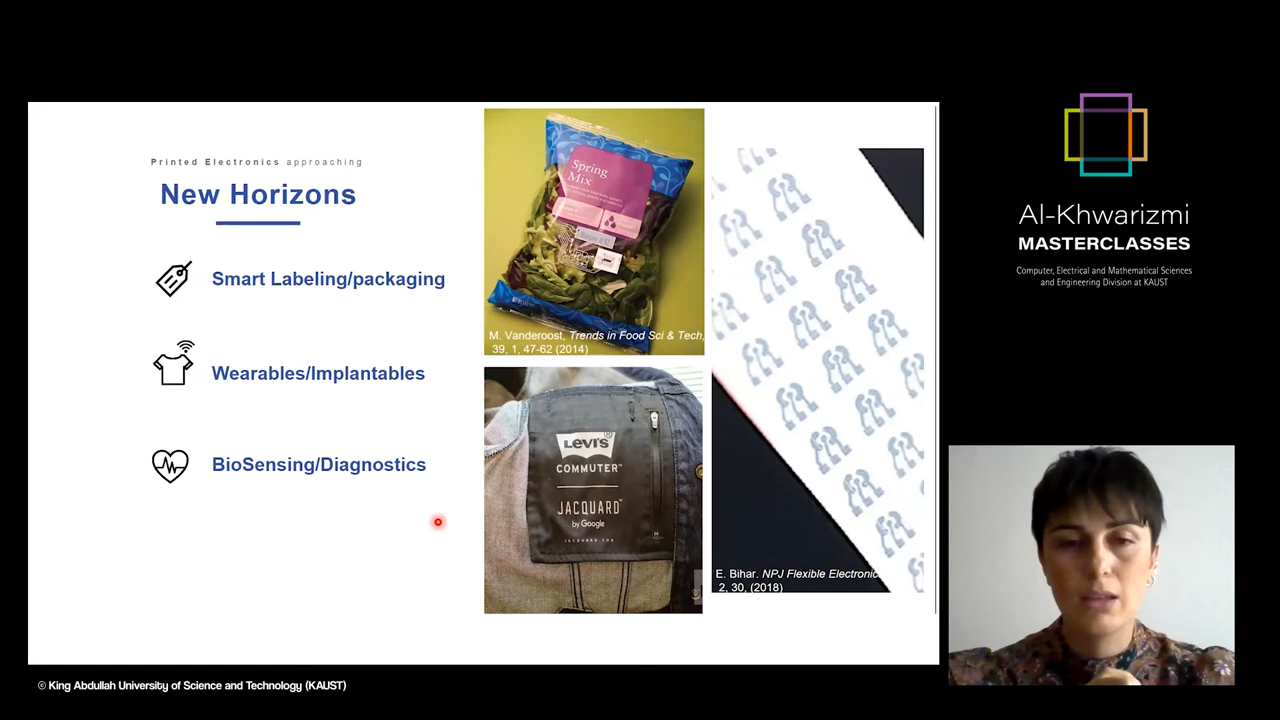 Printed Electronics approaching
New Horizons
Smart Labeling/packaging
Wearables/Implantables
BioSensing/Diagnostics
Spring
Mix
M. Vanderoost, Trends in Food Sci & Tech,
39, 1, 47-62 (2014)
LEVI'S
COMMUTER™
JACQUARD™
by Google
JACQUARD.COM
E. Bihar. NPJ Flexible Electronic
2, 30, (2018)
Al-Khwarizmi
MASTERCLASSES
Computer, Electrical and Mathematical Sciences
and Engineering Division at KAUST
© King Abdullah University of Science and Technology (KAUST)